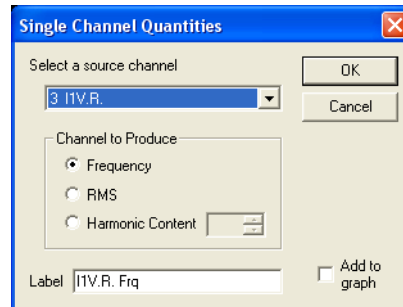 Single Channel Quantities
Select a source channel
3 I1V.R.
OK
Cancel
Channel to Produce
Frequency
RMS
Harmonic Content
Label I1V.R. Frq
Add to
graph